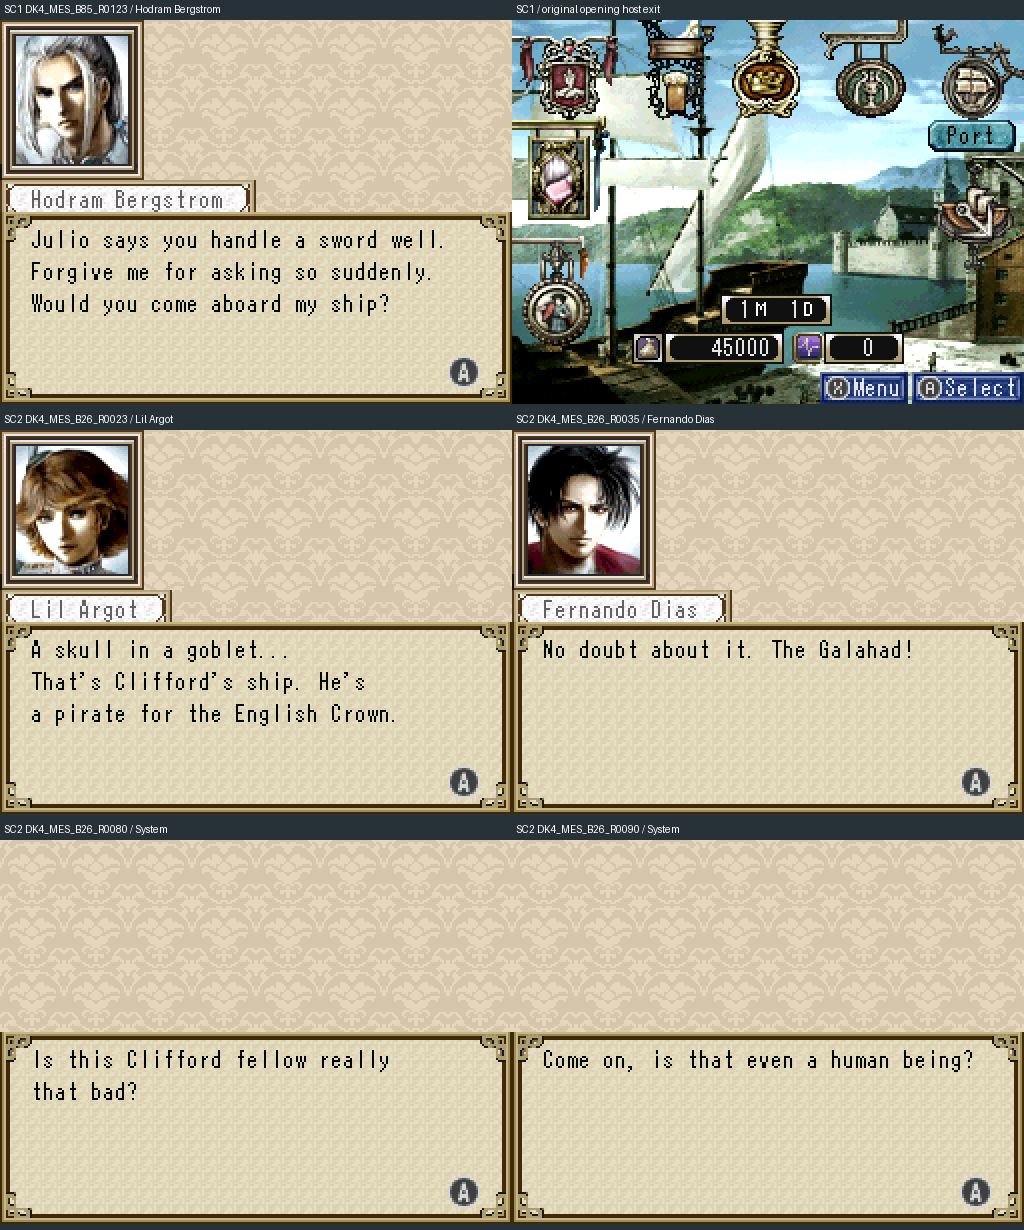 SC1 DK4_MES_B85_R0123 / Hodram Bergstrom
Hodram Bergstrom
Julio says you handle a sword well.
Forgive me for asking so suddenly.
Would you come aboard my ship?
A
SC1 / original opening host exit
Port
1M 1D
45000
0
X Menu
A Select
SC2 DK4_MES_B26_R0023 / Lil Argot
Lil Argot
A skull in a goblet...
That's Clifford's ship. He's
a pirate for the English Crown.
A
SC2 DK4_MES_B26_R0035 / Fernando Dias
Fernando Dias
No doubt about it. The Galahad!
A
SC2 DK4_MES_B26_R0080 / System
Is this Clifford fellow really
that bad?
A
SC2 DK4_MES_B26_R0090 / System
Come on, is that even a human being?
A